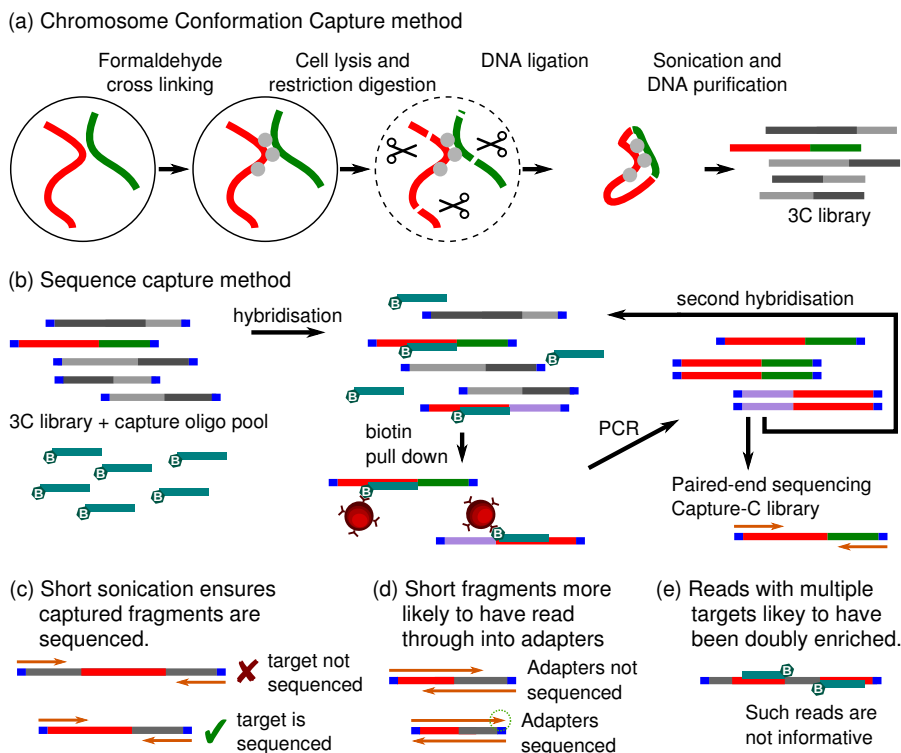 (a) Chromosome Conformation Capture method
Formaldehyde
cross linking
Cell lysis and
restriction digestion
DNA ligation
Sonication and
DNA purification
3C library
(b) Sequence capture method
hybridisation
second hybridisation
B
B
B
B
B
3C library + capture oligo pool
B
B
B
B
B
B
biotin
pull down
PCR
B
B
Paired-end sequencing
Capture-C library
(c) Short sonication ensures
captured fragments are
sequenced.
target not
sequenced
target is
sequenced
(d) Short fragments more
likely to have read
through into adapters
Adapters not
sequenced
Adapters
sequenced
(e) Reads with multiple
targets likely to have
been doubly enriched.
B
B
Such reads are
not informative